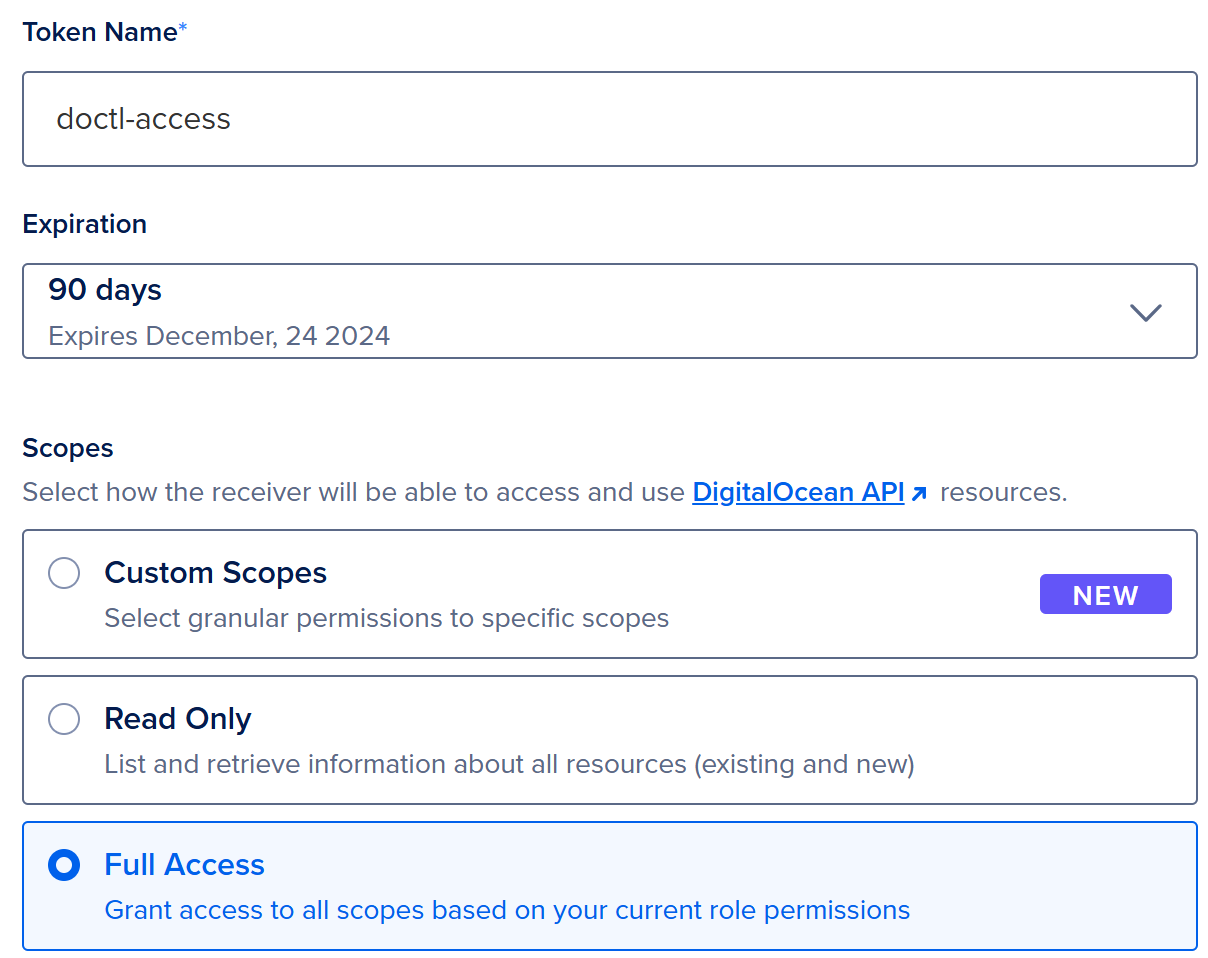 Token Name*
doctl-access
Expiration
90 days
Expires December, 24 2024
Scopes
Select how the receiver will be able to access and use DigitalOcean API resources.
Custom Scopes
Select granular permissions to specific scopes
NEW
Read Only
List and retrieve information about all resources (existing and new)
Full Access
Grant access to all scopes based on your current role permissions